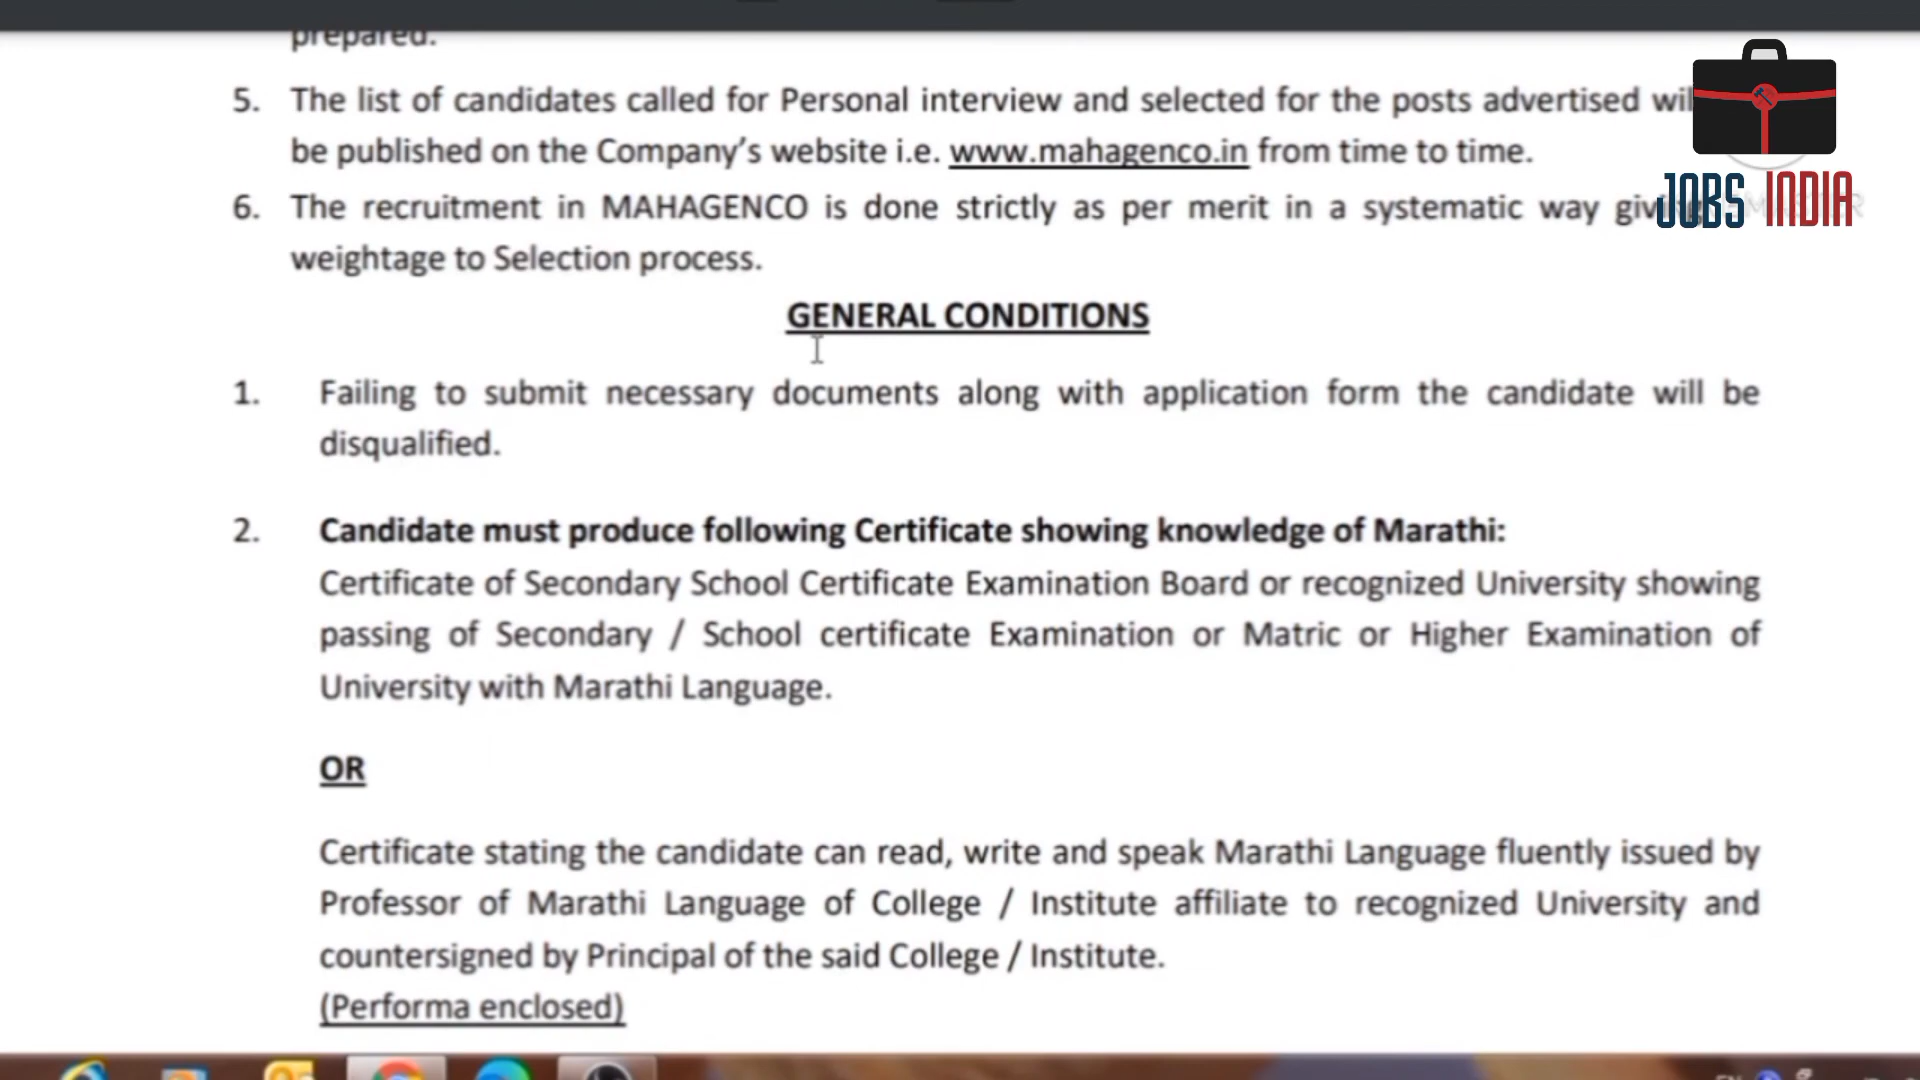 prepared.
5. The list of candidates called for Personal interview and selected for the posts advertised will
be published on the Company's website i.e. www.mahagenco.in from time to time.
6. The recruitment in MAHAGENCO is done strictly as per merit in a systematic way giving
weightage to Selection process.
JOBS INDIA
GENERAL CONDITIONS
1. Failing to submit necessary documents along with application form the candidate will be
disqualified.
2. Candidate must produce following Certificate showing knowledge of Marathi:
Certificate of Secondary School Certificate Examination Board or recognized University showing
passing of Secondary / School certificate Examination or Matric or Higher Examination of
University with Marathi Language.
OR
Certificate stating the candidate can read, write and speak Marathi Language fluently issued by
Professor of Marathi Language of College / Institute affiliate to recognized University and
countersigned by Principal of the said College / Institute.
(Performa enclosed)